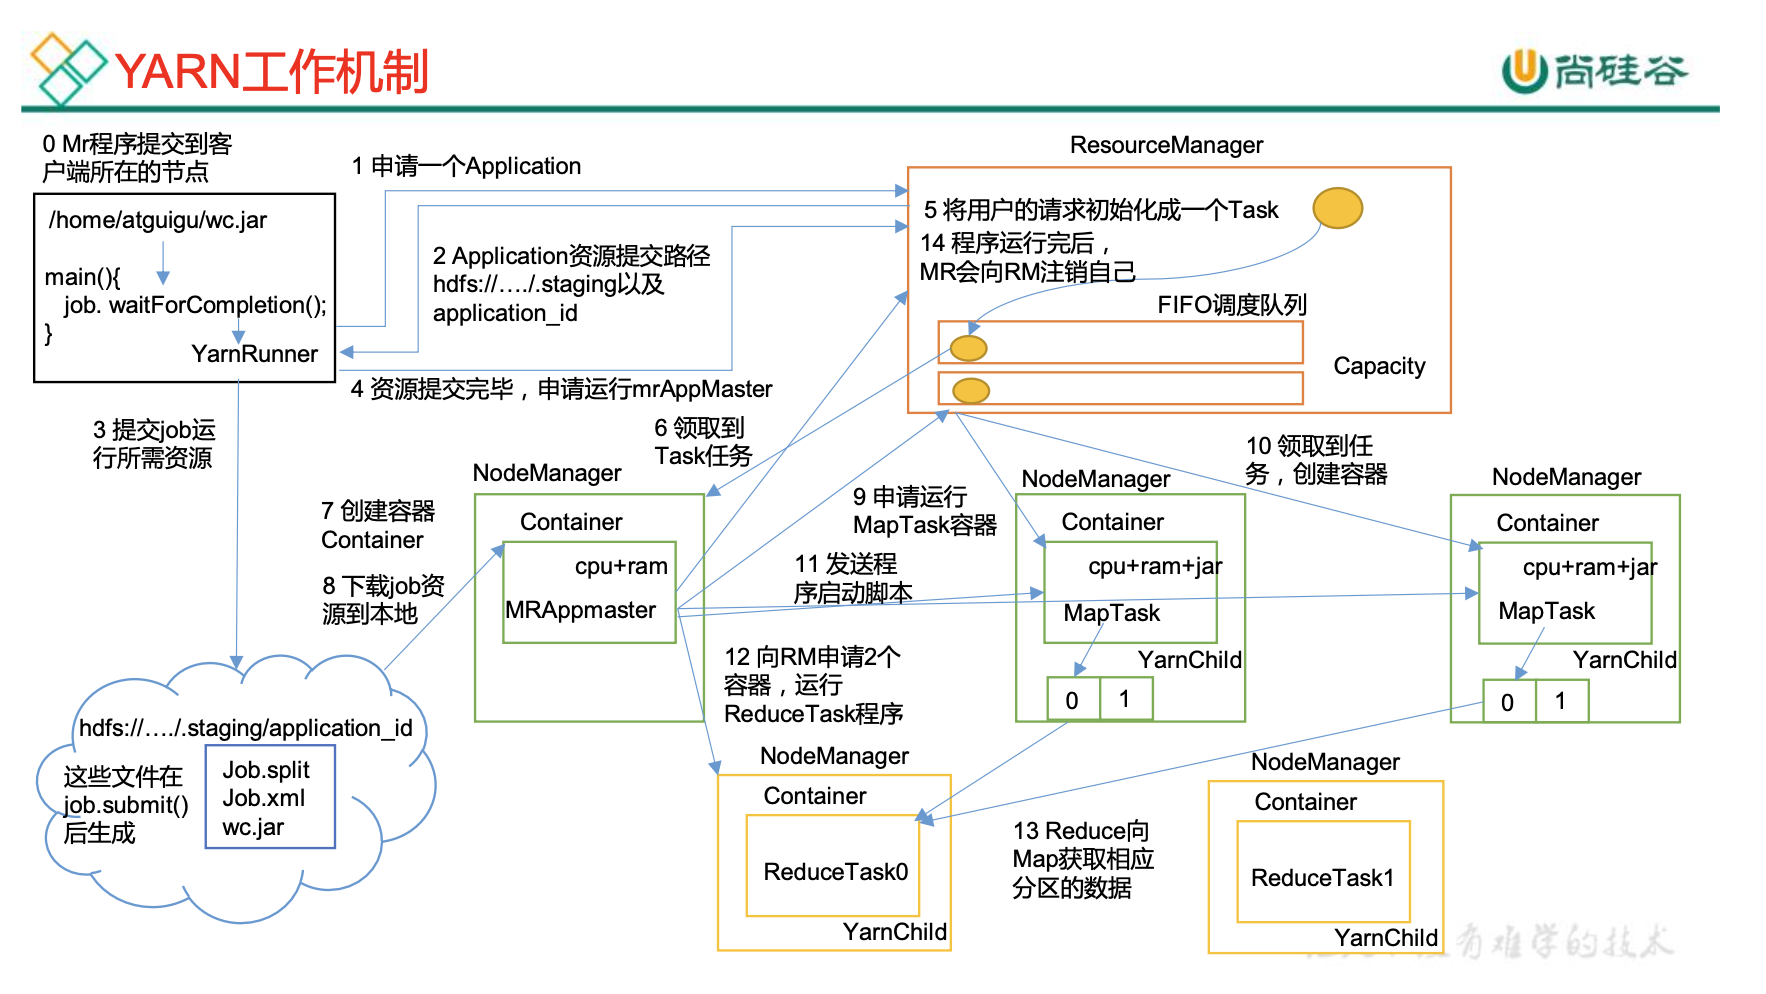 YARN工作机制
尚硅谷
0 Mr程序提交到客
户端所在的节点
/home/atguigu/wc.jar
main(){
job. waitForCompletion();
}
YarnRunner
1 申请一个Application
2 Application资源提交路径
hdfs://…./.staging以及
application_id
3 提交job运
行所需资源
4 资源提交完毕，申请运行mrAppMaster
ResourceManager
5 将用户的请求初始化成一个Task
14 程序运行完后，
MR会向RM注销自己
FIFO调度队列
Capacity
6 领取到
Task任务
NodeManager
Container
cpu+ram
MRAppmaster
7 创建容器
Container
8 下载job资
源到本地
9 申请运行
MapTask容器
10 领取到任
务，创建容器
11 发送程
序启动脚本
NodeManager
Container
cpu+ram+jar
MapTask
YarnChild
0
1
NodeManager
Container
cpu+ram+jar
MapTask
YarnChild
0
1
12 向RM申请2个
容器，运行
ReduceTask程序
hdfs://…./.staging/application_id
这些文件在
job.submit()
后生成
Job.split
Job.xml
wc.jar
NodeManager
Container
ReduceTask0
YarnChild
13 Reduce向
Map获取相应
分区的数据
NodeManager
Container
ReduceTask1
YarnChild
有难学的技术